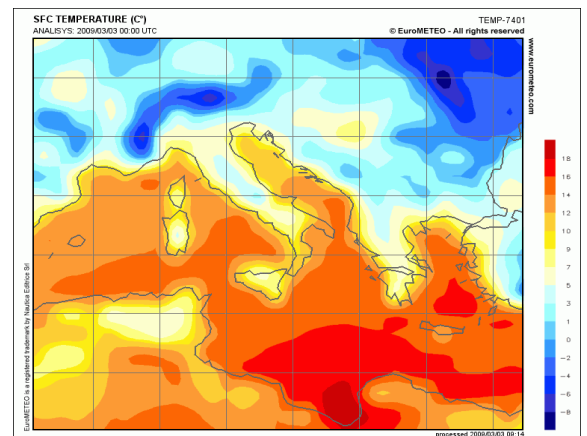 SFC TEMPERATURE (C°)
TEMP-7401
ANALISYS: 2009/03/03 00:00 UTC
© EuroMETEO - All rights reserved
www.eurometeo.com
EuroMETEO is a registered trademark by Nautica Editrice Srl
18
16
14
12
10
9
7
5
3
1
0
-2
-4
-6
-8
processed 2009/03/03 09:14